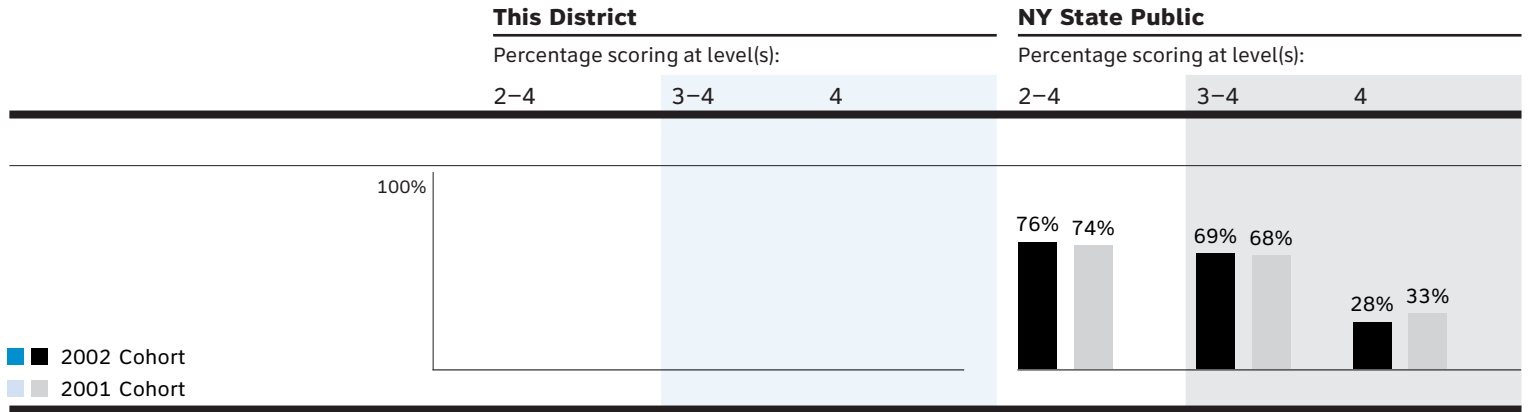 This District NY State Public
Percentage scoring at level(s): Percentage scoring at level(s):
2–4 3–4 4 2–4 3–4 4
100%
76% 74% 69% 68% 28% 33%
2002 Cohort
2001 Cohort